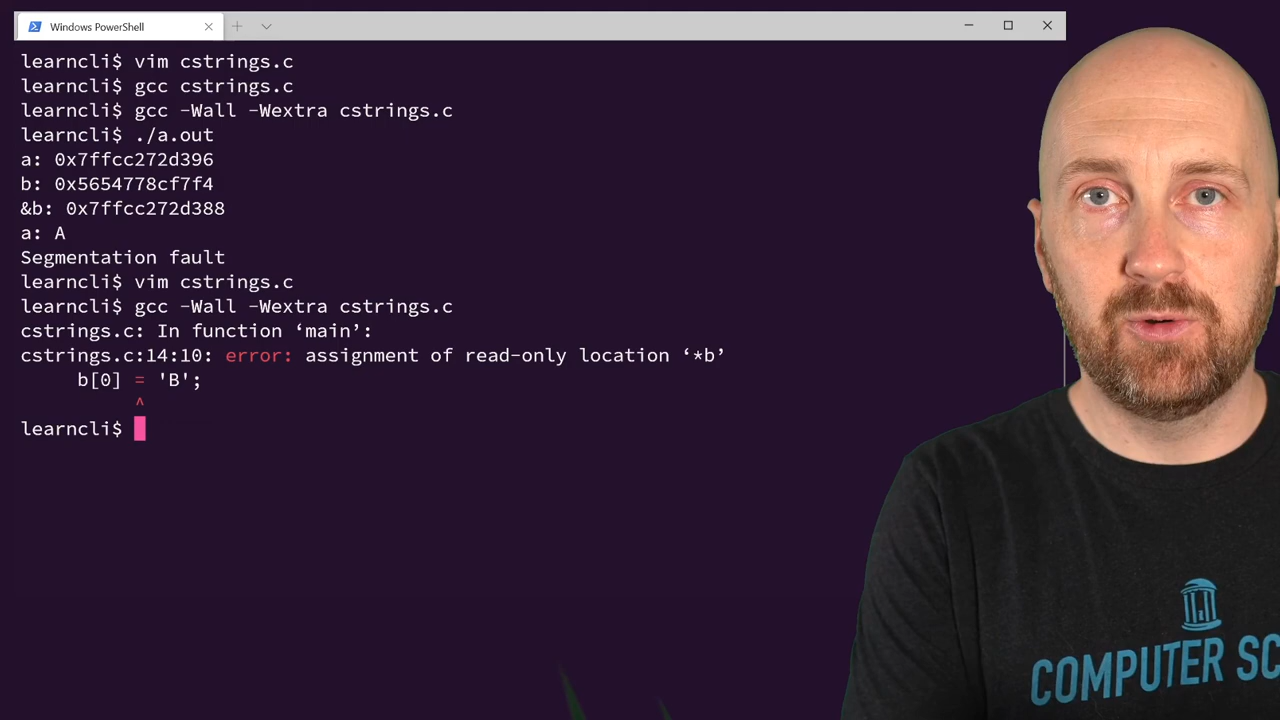 Windows PowerShell
learncli$ vim cstrings.c
learncli$ gcc cstrings.c
learncli$ gcc -Wall -Wextra cstrings.c
learncli$ ./a.out
a: 0x7ffcc272d396
b: 0x5654778cf7f4
&b: 0x7ffcc272d388
a: A
Segmentation fault
learncli$ vim cstrings.c
learncli$ gcc -Wall -Wextra cstrings.c
cstrings.c: In function ‘main’:
cstrings.c:14:10: error: assignment of read-only location ‘*b’
b[0] = 'B';
^
learncli$
COMPUTER SC